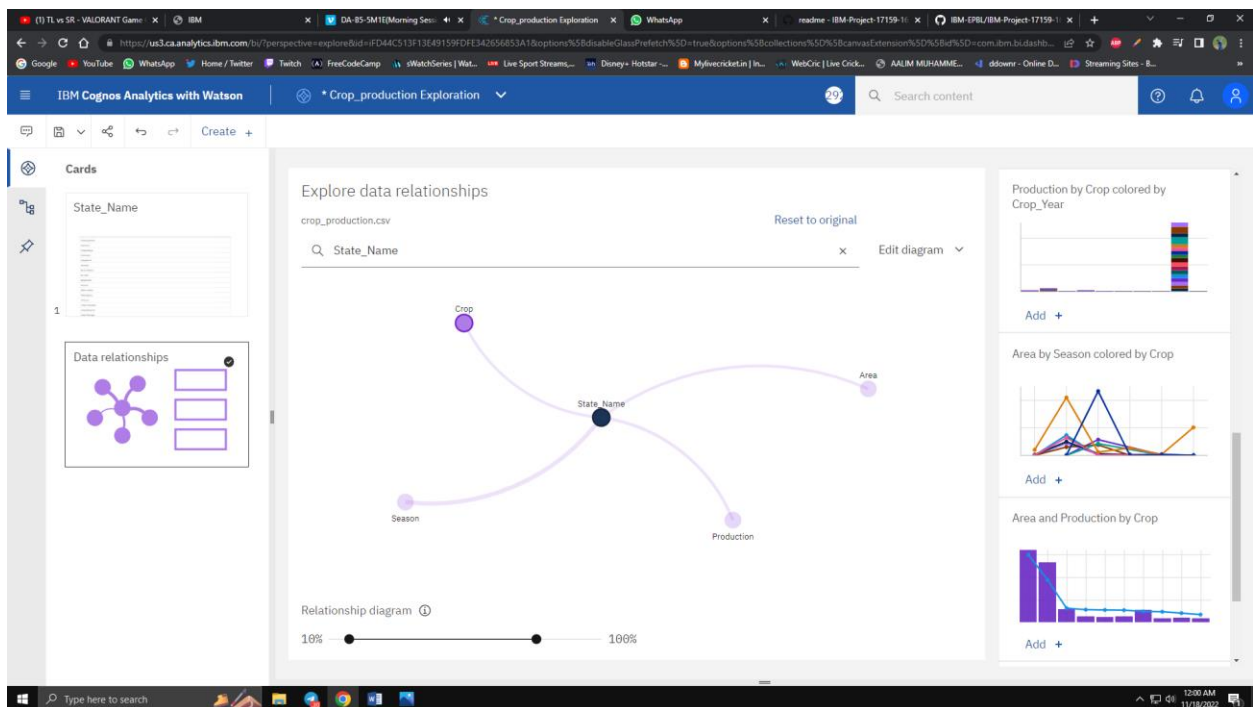 (1) TL vs SR - VALORANT Game
IBM
DA-B5-5M1E(Morning Sessi
* Crop_production Exploration
WhatsApp
readme - IBM-Project-17159-16
IBM-EPBL/IBM-Project-17159-1
https://us3.ca.analytics.ibm.com/bi/?perspective=explore&id=iFD44C513F13E49159FDFE342656853A1&options%5BdisableGlassPrefetch%5D=true&options%5Bcollections%5D%5BcanvasExtension%5D%5Bid%5D=com.ibm.bi.dashb...
Google
YouTube
WhatsApp
Home / Twitter
Twitch
(A) FreeCodeCamp
sWatchSeries | Wat...
Live Sport Streams,...
Disney+ Hotstar -...
Mylivecricket.in | In...
WebCric | Live Crick...
AALIM MUHAMME...
ddownr - Online D...
Streaming Sites - B...
»
IBM Cognos Analytics with Watson
* Crop_production Exploration
29
Search content
Create +
Cards
State_Name
1
Data relationships
Explore data relationships
crop_production.csv
Reset to original
State_Name
Edit diagram
Crop
Area
State_Name
Season
Production
Relationship diagram
10%
100%
Production by Crop colored by
Crop_Year
Add +
Area by Season colored by Crop
Add +
Area and Production by Crop
Add +
Type here to search
12:00 AM
11/18/2022